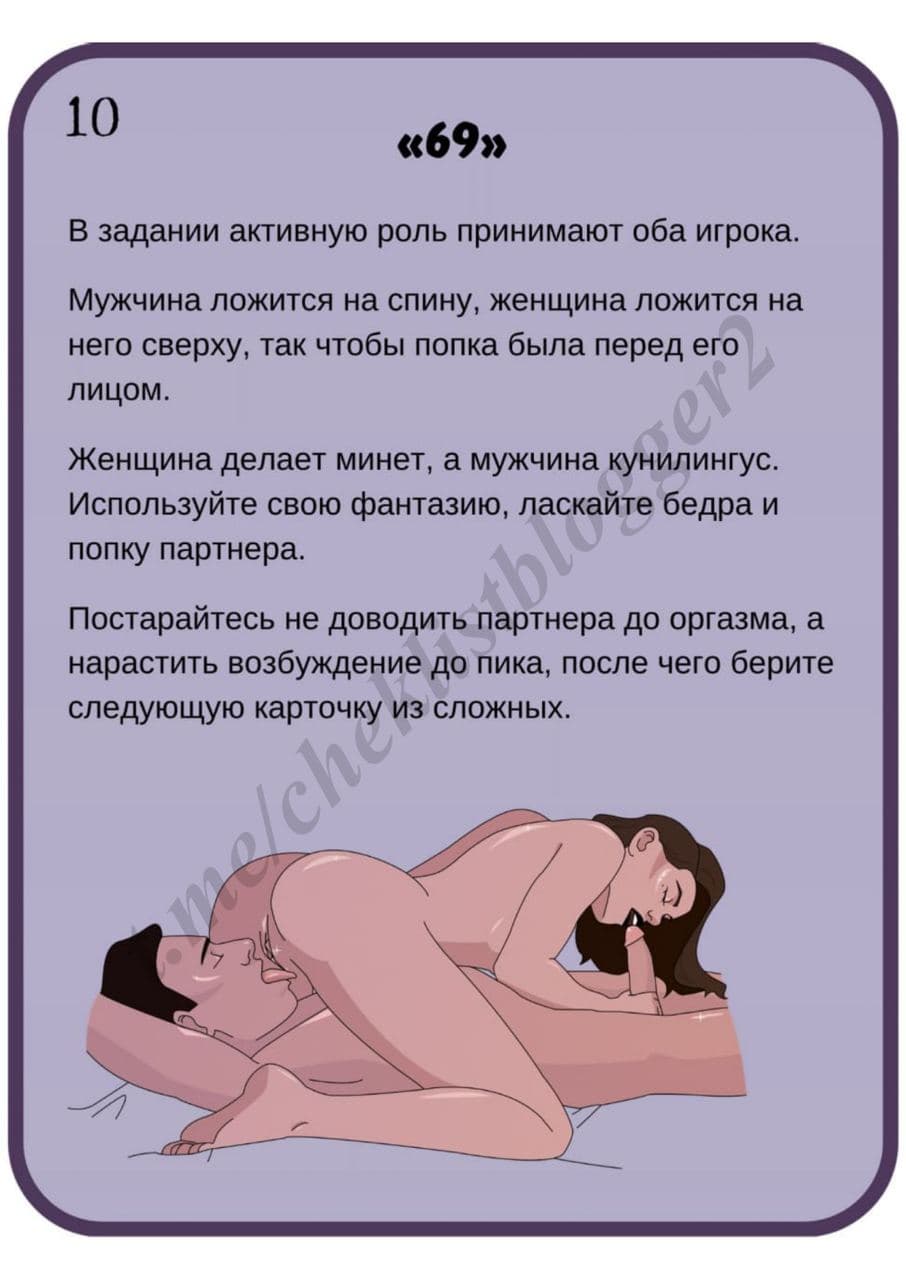 10
«69»
В задании активную роль принимают оба игрока.
Мужчина ложится на спину, женщина ложится на
него сверху, так чтобы попка была перед его
лицом.
Женщина делает минет, а мужчина кунилингус.
Используйте свою фантазию, ласкайте бедра и
попку партнера.
Постарайтесь не доводить партнера до оргазма, а
нарастить возбуждение до пика, после чего берите
следующую карточку из сложных.
t.me/cheklistblogger2